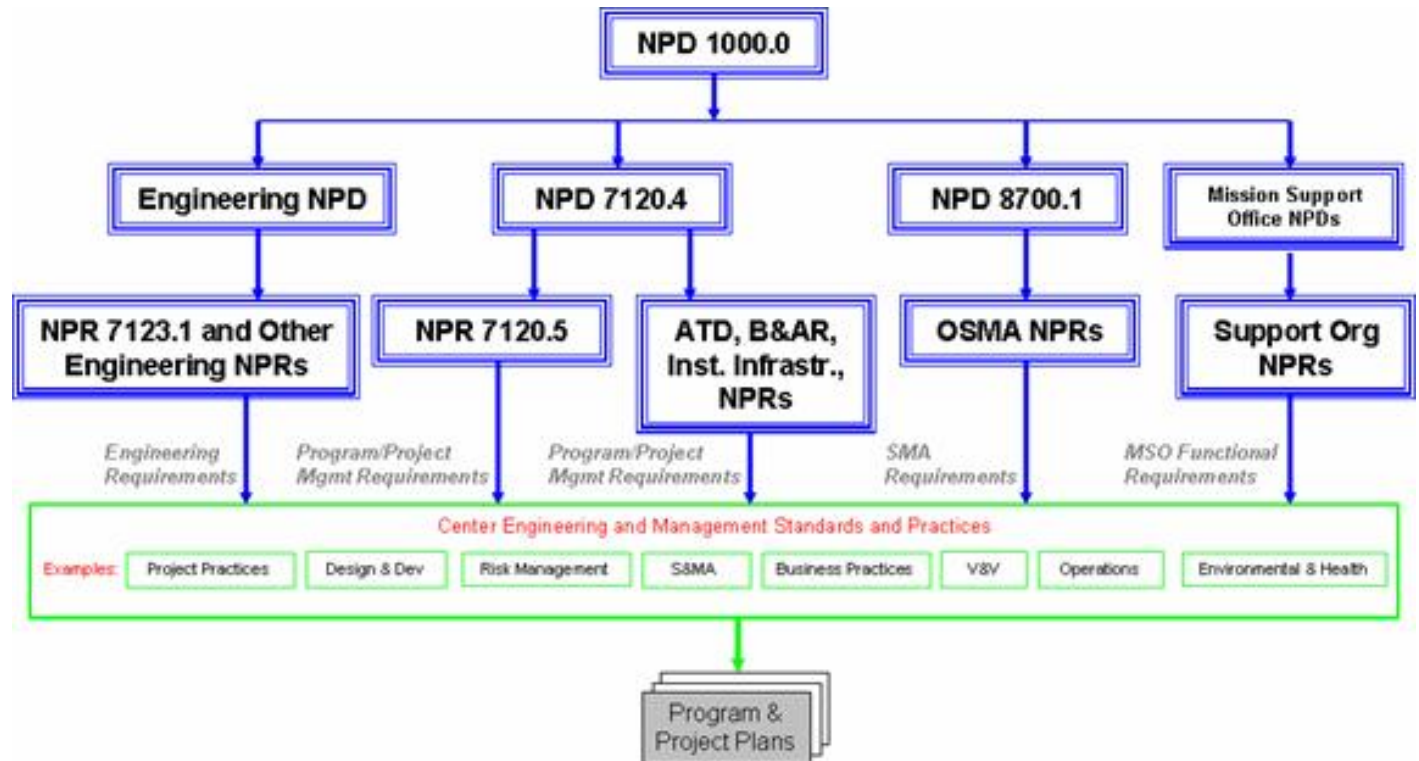 NPD 1000.0
Engineering NPD
NPD 7120.4
NPD 8700.1
Mission Support
Office NPDs
NPR 7123.1 and Other
Engineering NPRs
NPR 7120.5
ATD, B&AR,
Inst. Infrastr.,
NPRs
OSMA NPRs
Support Org
NPRs
Engineering
Requirements
Program/Project
Mgmt Requirements
Program/Project
Mgmt Requirements
SMA
Requirements
MSO Functional
Requirements
Center Engineering and Management Standards and Practices
Examples:
Project Practices
Design & Dev
Risk Management
S&MA
Business Practices
V&V
Operations
Environmental & Health
Program &
Project Plans